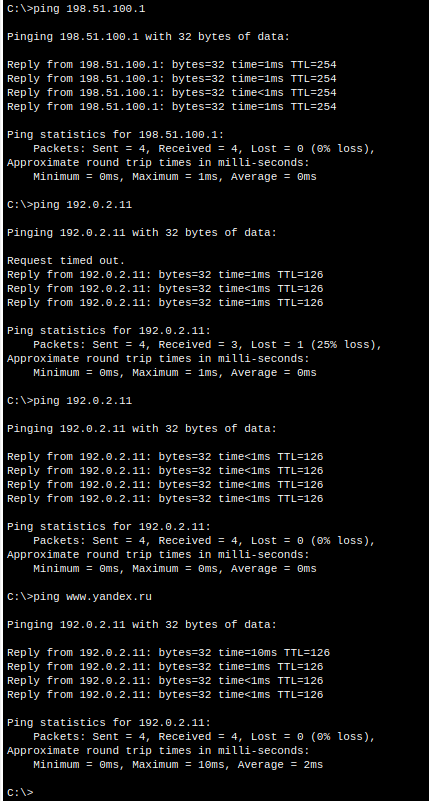 C:\>ping 198.51.100.1
Pinging 198.51.100.1 with 32 bytes of data:
Reply from 198.51.100.1: bytes=32 time=1ms TTL=254
Reply from 198.51.100.1: bytes=32 time=1ms TTL=254
Reply from 198.51.100.1: bytes=32 time<1ms TTL=254
Reply from 198.51.100.1: bytes=32 time=1ms TTL=254
Ping statistics for 198.51.100.1:
    Packets: Sent = 4, Received = 4, Lost = 0 (0% loss),
Approximate round trip times in milli-seconds:
    Minimum = 0ms, Maximum = 1ms, Average = 0ms
C:\>ping 192.0.2.11
Pinging 192.0.2.11 with 32 bytes of data:
Request timed out.
Reply from 192.0.2.11: bytes=32 time=1ms TTL=126
Reply from 192.0.2.11: bytes=32 time<1ms TTL=126
Reply from 192.0.2.11: bytes=32 time=1ms TTL=126
Ping statistics for 192.0.2.11:
    Packets: Sent = 4, Received = 3, Lost = 1 (25% loss),
Approximate round trip times in milli-seconds:
    Minimum = 0ms, Maximum = 1ms, Average = 0ms
C:\>ping 192.0.2.11
Pinging 192.0.2.11 with 32 bytes of data:
Reply from 192.0.2.11: bytes=32 time<1ms TTL=126
Reply from 192.0.2.11: bytes=32 time<1ms TTL=126
Reply from 192.0.2.11: bytes=32 time<1ms TTL=126
Reply from 192.0.2.11: bytes=32 time<1ms TTL=126
Ping statistics for 192.0.2.11:
    Packets: Sent = 4, Received = 4, Lost = 0 (0% loss),
Approximate round trip times in milli-seconds:
    Minimum = 0ms, Maximum = 0ms, Average = 0ms
C:\>ping www.yandex.ru
Pinging 192.0.2.11 with 32 bytes of data:
Reply from 192.0.2.11: bytes=32 time=10ms TTL=126
Reply from 192.0.2.11: bytes=32 time=1ms TTL=126
Reply from 192.0.2.11: bytes=32 time<1ms TTL=126
Reply from 192.0.2.11: bytes=32 time<1ms TTL=126
Ping statistics for 192.0.2.11:
    Packets: Sent = 4, Received = 4, Lost = 0 (0% loss),
Approximate round trip times in milli-seconds:
    Minimum = 0ms, Maximum = 10ms, Average = 2ms
C:\>